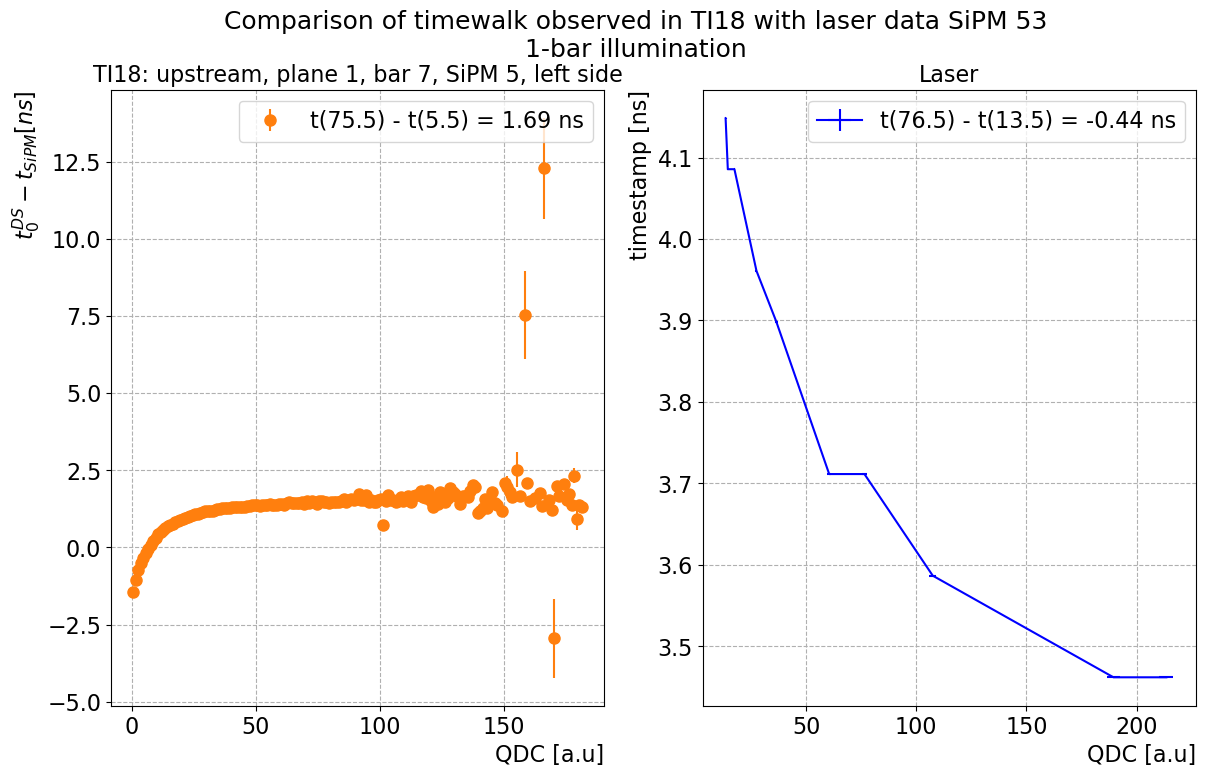 Comparison of timewalk observed in TI18 with laser data SiPM 53
1-bar illumination
TI18: upstream, plane 1, bar 7, SiPM 5, left side
t(75.5) - t(5.5) = 1.69 ns
t_0^{DS} − t_{SiPM}[ns]
12.5
10.0
7.5
5.0
2.5
0.0
−2.5
−5.0
0 50 100 150
QDC [a.u]
Laser
t(76.5) - t(13.5) = -0.44 ns
timestamp [ns]
4.1
4.0
3.9
3.8
3.7
3.6
3.5
50 100 150 200
QDC [a.u]